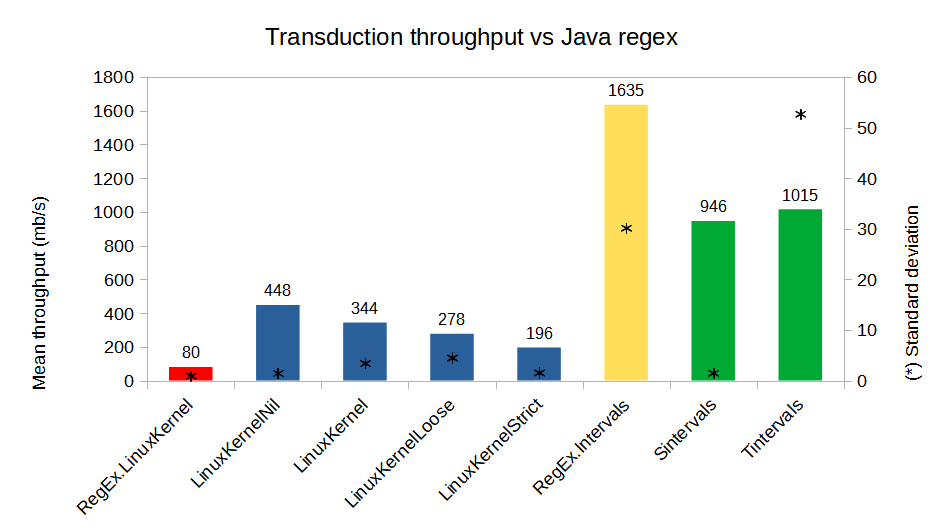 Transduction throughput vs Java regex
Mean throughput (mb/s)
1800
1600
1400
1200
1000
800
600
400
200
0
80
448
344
278
196
1635
946
1015
60
50
40
30
20
10
0
(*) Standard deviation
RegEx.LinuxKernel
LinuxKernelNil
LinuxKernel
LinuxKernelLoose
LinuxKernelStrict
RegEx.Intervals
Sintervals
Tintervals